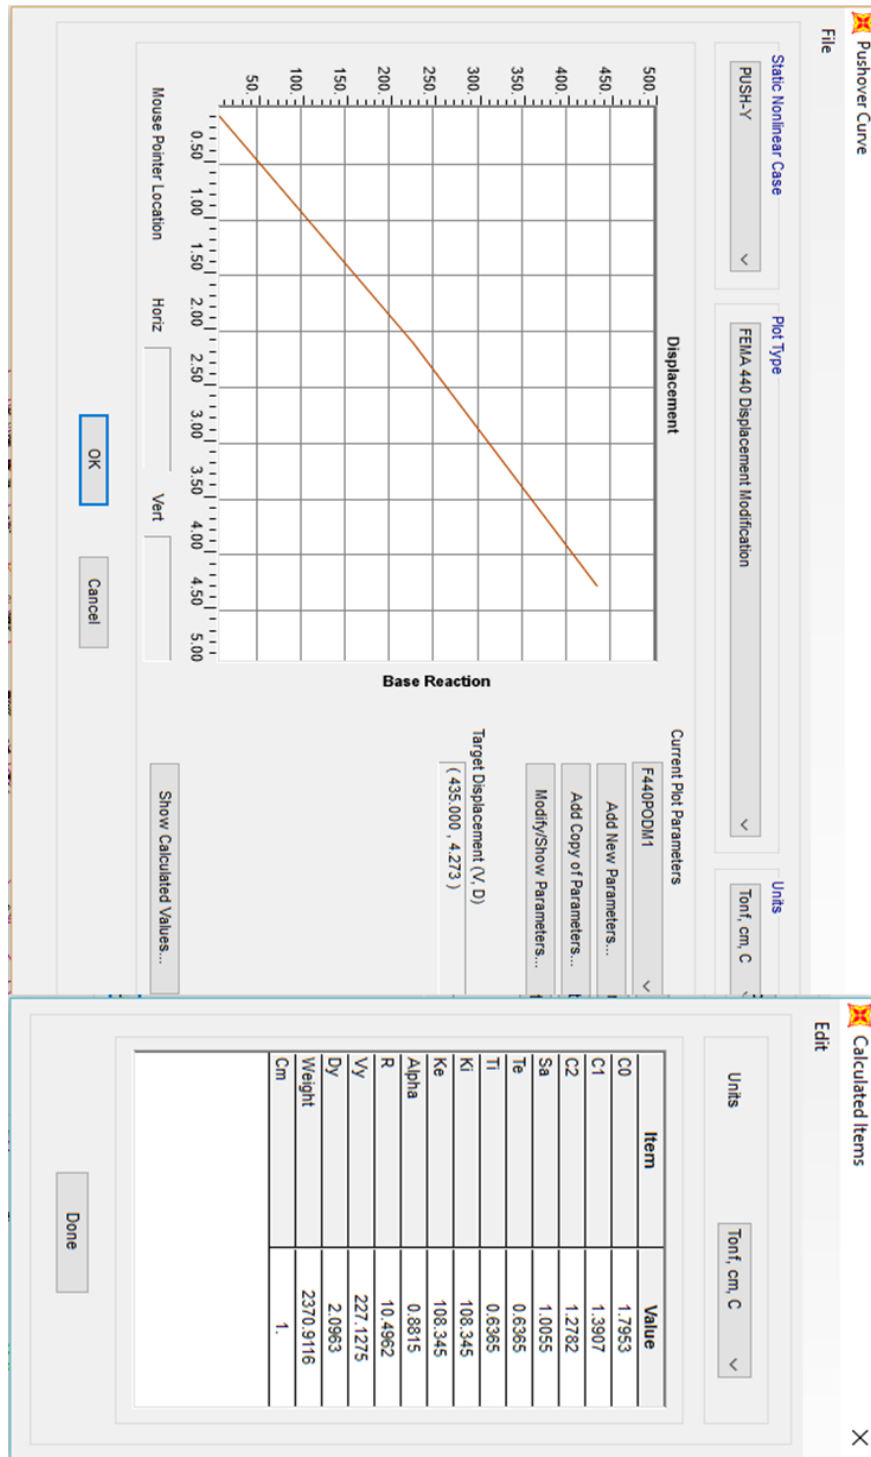 Pushover Curve
File
Static Nonlinear Case
PUSH-Y
Plot Type
FEMA 440 Displacement Modification
Units
Tonf, cm, C
Displacement
500.
450.
400.
350.
300.
250.
200.
150.
100.
50.
0.50 1.00 1.50 2.00 2.50 3.00 3.50 4.00 4.50 5.00
Base Reaction
Mouse Pointer Location Horiz Vert
OK Cancel
Current Plot Parameters
F440PODM1
Add New Parameters...
Add Copy of Parameters...
Modify/Show Parameters...
Target Displacement (V, D)
( 435.000 , 4.273 )
Show Calculated Values...
Calculated Items
Edit
Units Tonf, cm, C
Item Value
C0 1.7953
C1 1.3907
C2 1.2782
Sa 1.0055
Te 0.6365
Ti 0.6365
Ki 108.345
Ke 108.345
Alpha 0.8815
R 10.4962
Vy 227.1275
Dy 2.0963
Weight 2370.9116
Cm 1.
Done